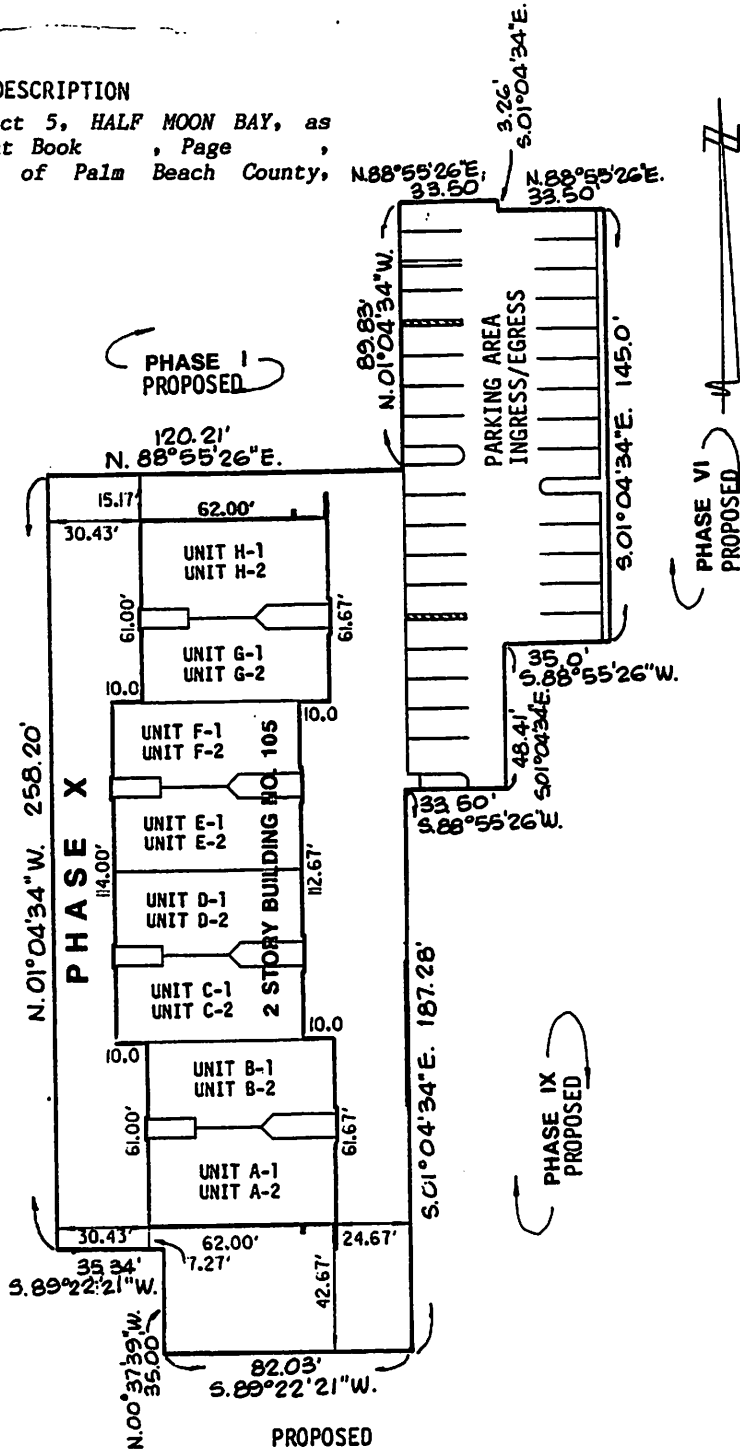 DESCRIPTION
ct 5, HALF MOON BAY, as
t Book , Page ,
of Palm Beach County,
3.26'
S.01°04'34"E.
N.88°55'26"E.
33.50'
N.88°55'26"E.
33.50'
89.83'
N.01°04'34"W.
PARKING AREA
INGRESS/EGRESS
S.01°04'34"E. 145.0'
PHASE I
PROPOSED
PHASE VI
PROPOSED
120.21'
N. 88°55'26"E.
15.17'
62.00'
30.43'
UNIT H-1
UNIT H-2
61.00'
61.67'
UNIT G-1
UNIT G-2
10.0
10.0
35.0'
S.88°55'26"W.
48.41'
S.01°04'34"E.
UNIT F-1
UNIT F-2
33.50'
S.88°55'26"W.
N.01°04'34"W. 258.20'
PHASE X
114.00'
UNIT E-1
UNIT E-2
112.67'
2 STORY BUILDING NO. 105
UNIT D-1
UNIT D-2
UNIT C-1
UNIT C-2
10.0
10.0
S.01°04'34"E. 187.28'
UNIT B-1
UNIT B-2
61.00'
61.67'
UNIT A-1
UNIT A-2
PHASE IX
PROPOSED
30.43'
62.00'
24.67'
7.27'
35.34'
S.89°22'21"W.
42.67'
N.00°37'39"W.
35.00'
82.03'
S.89°22'21"W.
PROPOSED